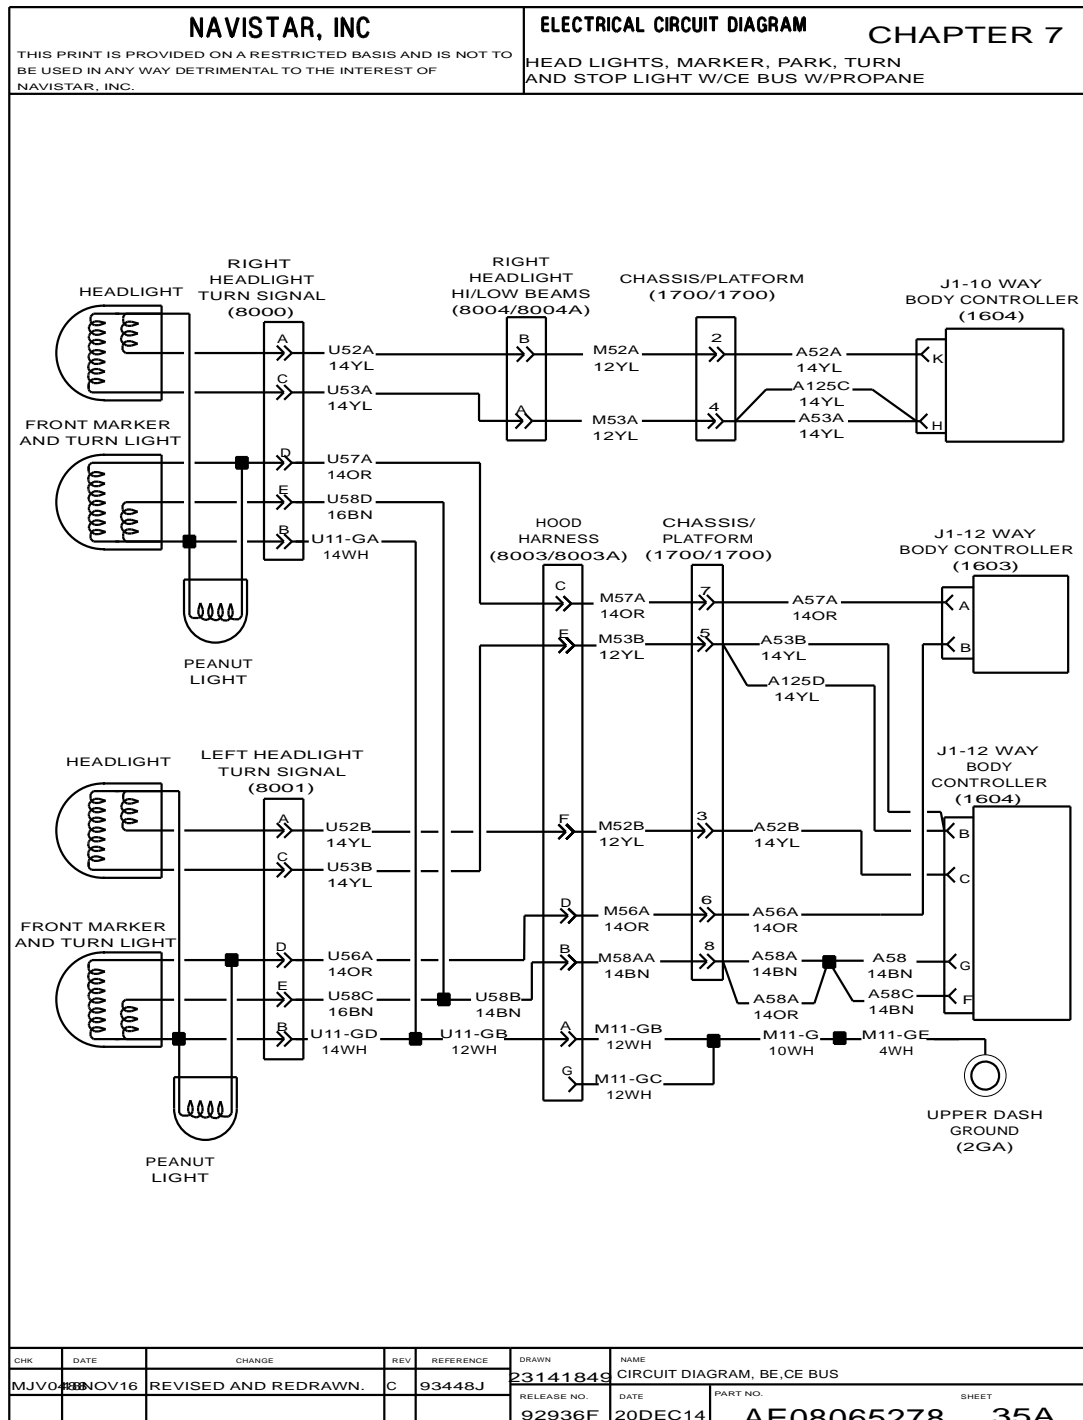 NAVISTAR, INC
THIS PRINT IS PROVIDED ON A RESTRICTED BASIS AND IS NOT TO
BE USED IN ANY WAY DETRIMENTAL TO THE INTEREST OF
NAVISTAR, INC.
ELECTRICAL CIRCUIT DIAGRAM
CHAPTER 7
HEAD LIGHTS, MARKER, PARK, TURN
AND STOP LIGHT W/CE BUS W/PROPANE
HEADLIGHT
RIGHT
HEADLIGHT
TURN SIGNAL
(8000)
RIGHT
HEADLIGHT
HI/LOW BEAMS
(8004/8004A)
CHASSIS/PLATFORM
(1700/1700)
J1-10 WAY
BODY CONTROLLER
(1604)
A
U52A
14YL
B
M52A
12YL
2
A52A
14YL
K
C
U53A
14YL
A
M53A
12YL
4
A125C
14YL
A53A
14YL
H
FRONT MARKER
AND TURN LIGHT
D
U57A
14OR
E
U58D
16BN
B
U11-GA
14WH
PEANUT
LIGHT
HOOD
HARNESS
(8003/8003A)
CHASSIS/
PLATFORM
(1700/1700)
J1-12 WAY
BODY CONTROLLER
(1603)
C
M57A
14OR
7
A57A
14OR
A
E
M53B
12YL
5
A53B
14YL
B
A125D
14YL
HEADLIGHT
LEFT HEADLIGHT
TURN SIGNAL
(8001)
J1-12 WAY
BODY
CONTROLLER
(1604)
A
U52B
14YL
F
M52B
12YL
3
A52B
14YL
B
C
U53B
14YL
C
FRONT MARKER
AND TURN LIGHT
D
M56A
14OR
6
A56A
14OR
D
U56A
14OR
B
M58AA
14BN
8
A58A
14BN
A58
14BN
G
E
U58C
16BN
U58B
14BN
A58A
14OR
A58C
14BN
F
B
U11-GD
14WH
U11-GB
12WH
A
M11-GB
12WH
M11-G
10WH
M11-GE
4WH
G
M11-GC
12WH
UPPER DASH
GROUND
(2GA)
PEANUT
LIGHT
CHK
DATE
CHANGE
REV
REFERENCE
DRAWN
NAME
REVISED AND REDRAWN.
C
93448J
23141849
CIRCUIT DIAGRAM, BE,CE BUS
RELEASE NO.
DATE
PART NO.
SHEET
92936F
20DEC14
AE08065278
35A